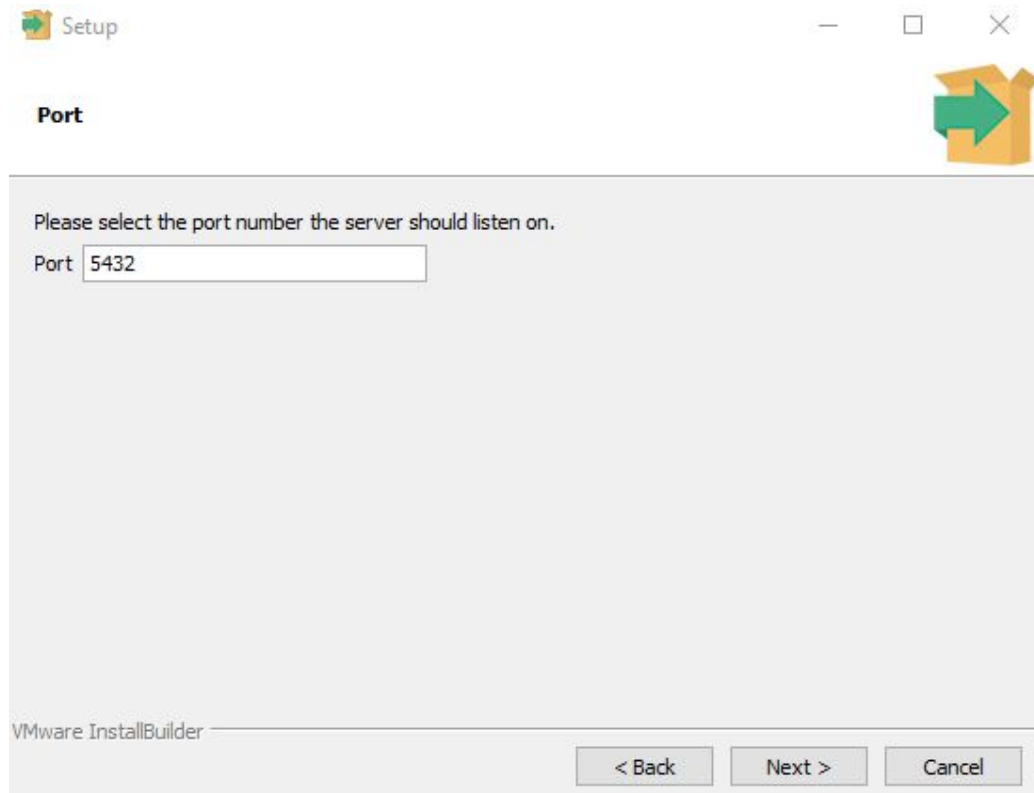 Setup
Port
Please select the port number the server should listen on.
Port 5432
VMware InstallBuilder
< Back Next > Cancel